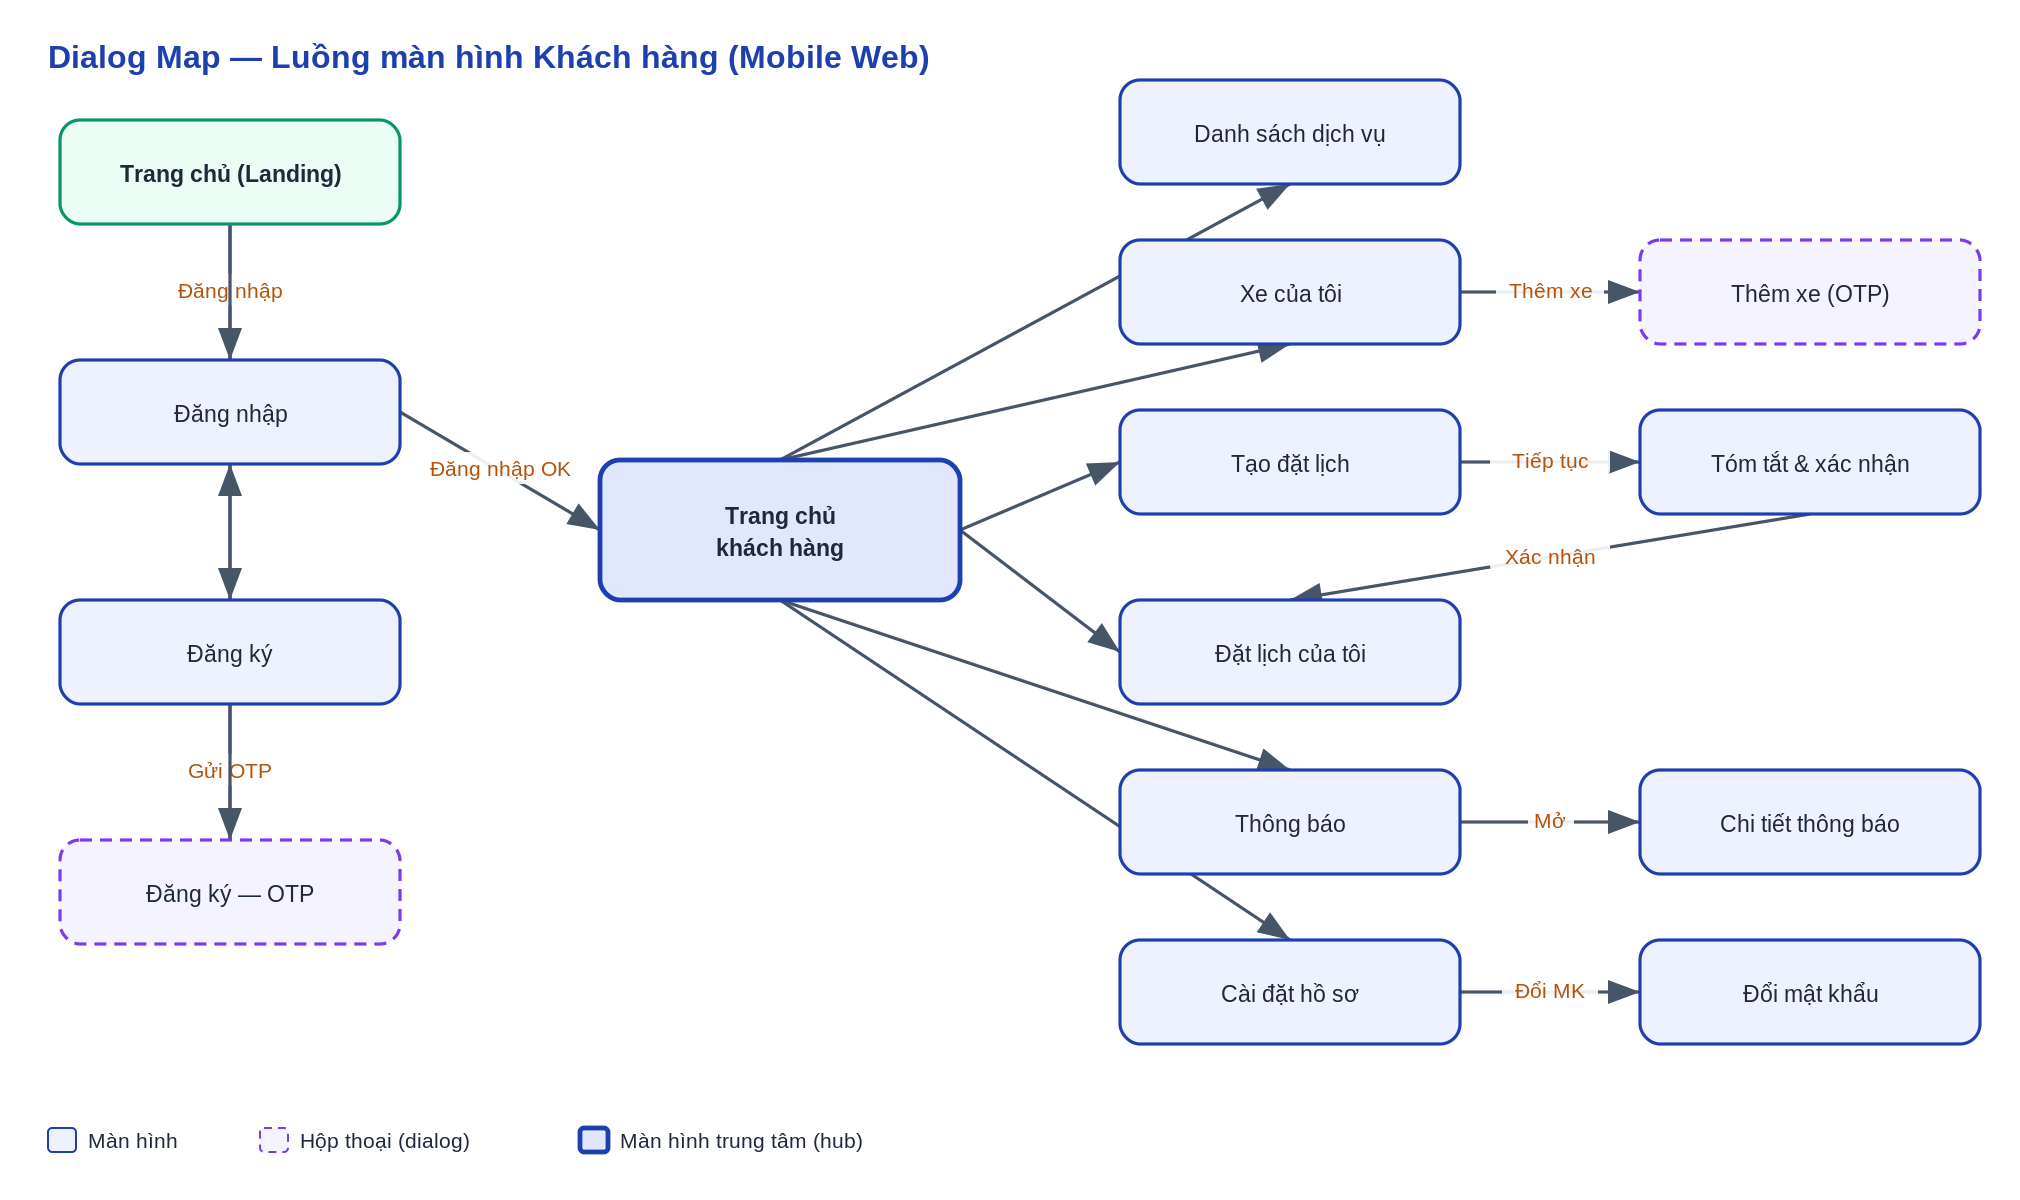 Dialog Map — Luồng màn hình Khách hàng (Mobile Web)
Trang chủ (Landing)
Đăng nhập
Đăng nhập
Đăng nhập OK
Đăng ký
Gửi OTP
Đăng ký — OTP
Trang chủ
khách hàng
Danh sách dịch vụ
Xe của tôi
Thêm xe
Thêm xe (OTP)
Tạo đặt lịch
Tiếp tục
Tóm tắt & xác nhận
Xác nhận
Đặt lịch của tôi
Thông báo
Mở
Chi tiết thông báo
Cài đặt hồ sơ
Đổi MK
Đổi mật khẩu
Màn hình
Hộp thoại (dialog)
Màn hình trung tâm (hub)